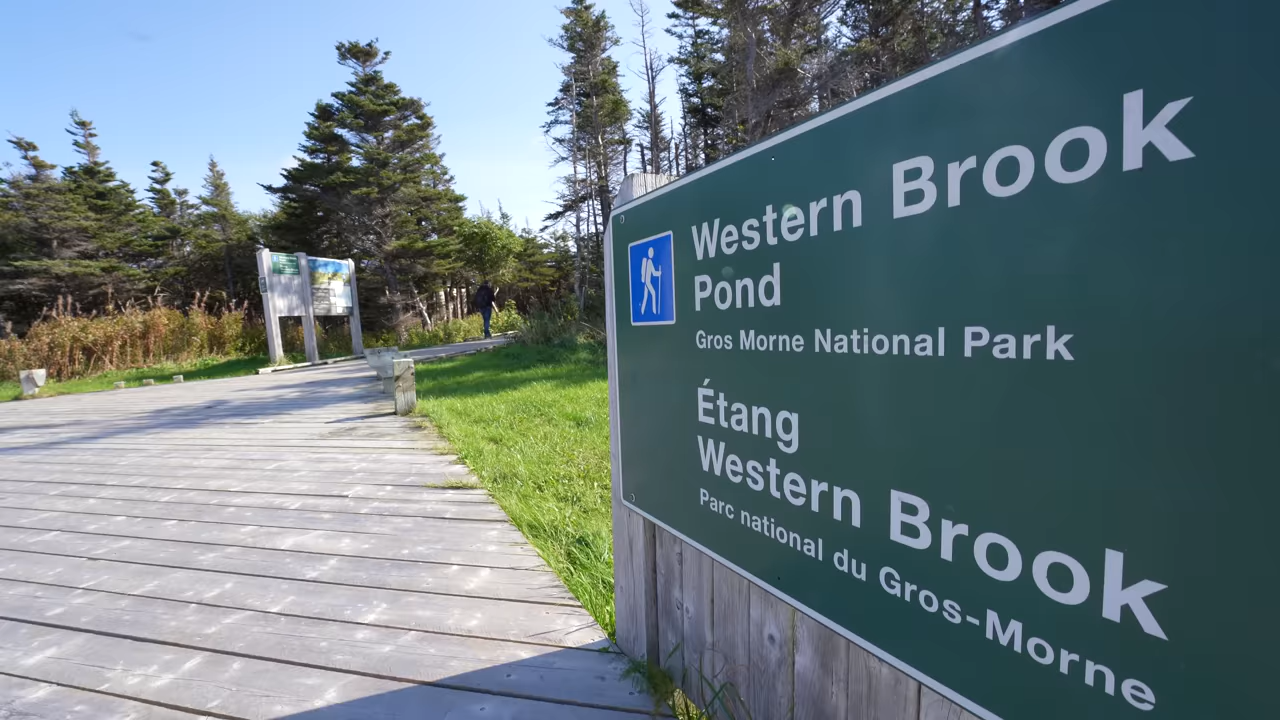 Western Brook
Pond
Gros Morne National Park
Étang
Western Brook
Parc national du Gros-Morne